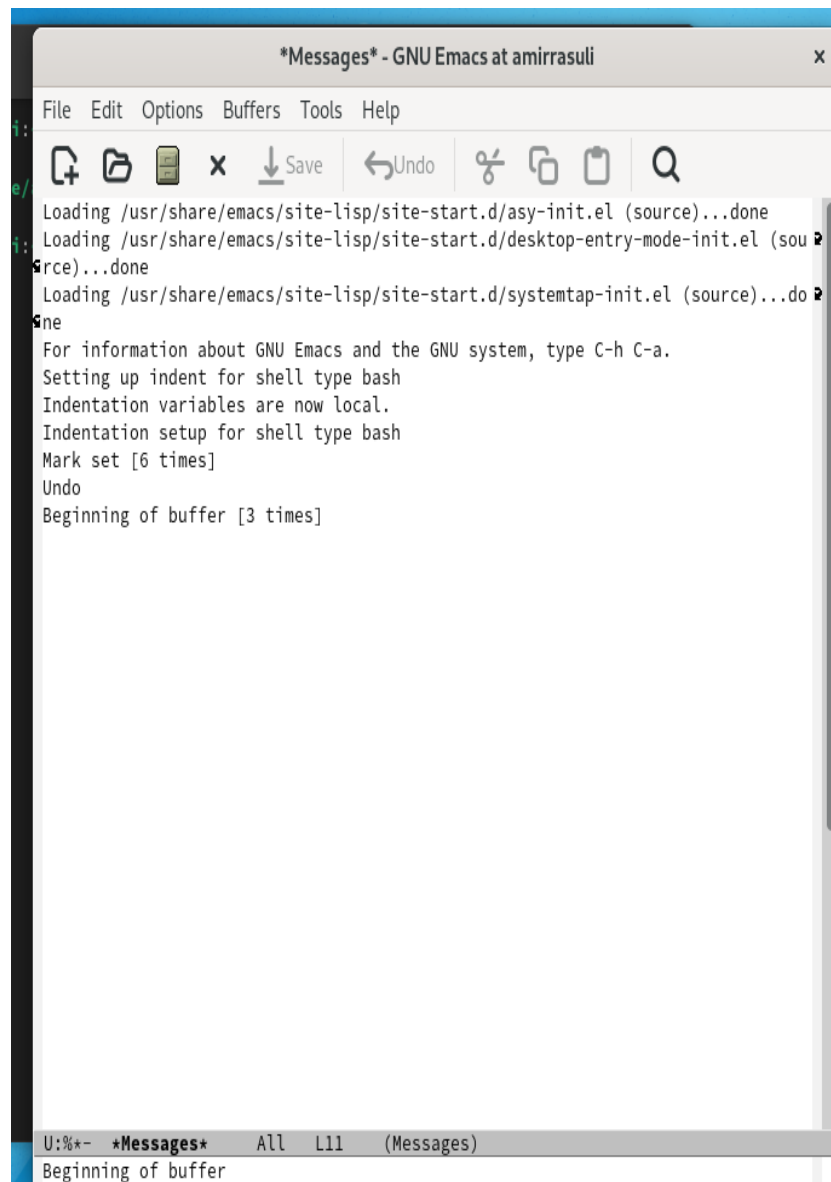 *Messages* - GNU Emacs at amirrasuli
File Edit Options Buffers Tools Help
i:
Save Undo
e/
Loading /usr/share/emacs/site-lisp/site-start.d/asy-init.el (source)...done
i:
Loading /usr/share/emacs/site-lisp/site-start.d/desktop-entry-mode-init.el (sou
rce)...done
Loading /usr/share/emacs/site-lisp/site-start.d/systemtap-init.el (source)...do
ne
For information about GNU Emacs and the GNU system, type C-h C-a.
Setting up indent for shell type bash
Indentation variables are now local.
Indentation setup for shell type bash
Mark set [6 times]
Undo
Beginning of buffer [3 times]
U:%*- *Messages* All L11 (Messages)
Beginning of buffer